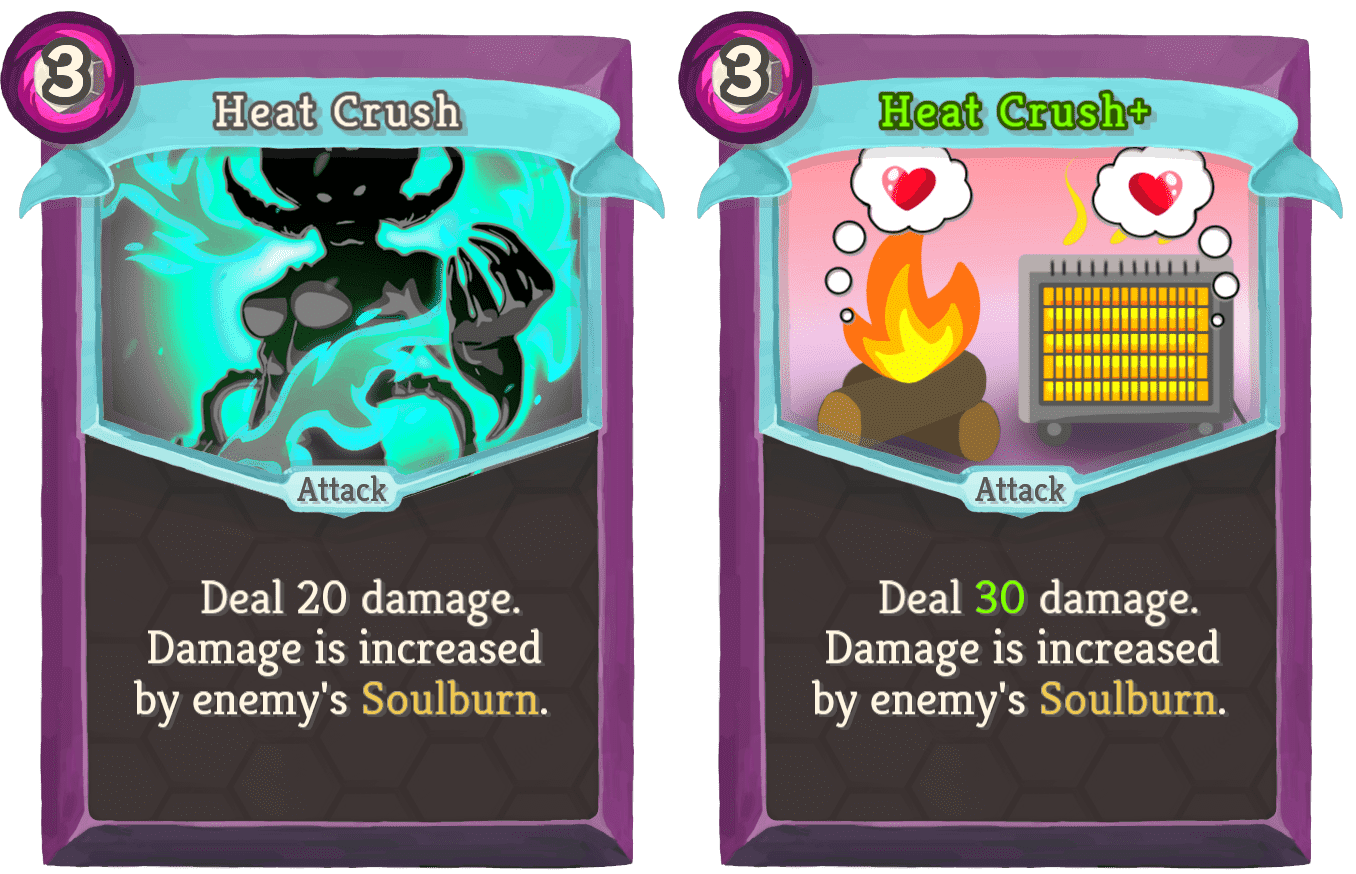 3
Heat Crush
Attack
Deal 20 damage.
Damage is increased
by enemy's Soulburn.
3
Heat Crush+
Attack
Deal 30 damage.
Damage is increased
by enemy's Soulburn.